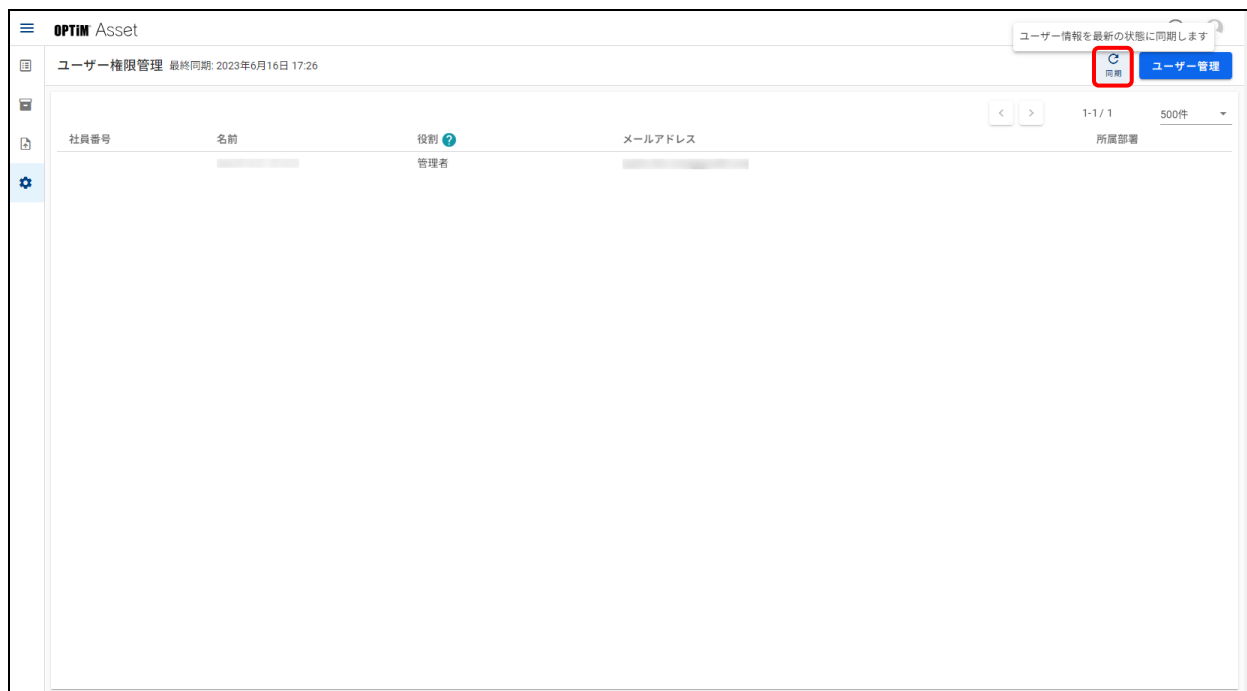 OPTiM Asset
ユーザー情報を最新の状態に同期します
ユーザー権限管理 最終同期: 2023年6月16日 17:26
同期
ユーザー管理
1-1 / 1
500件
社員番号 名前 役割 メールアドレス 所属部署
管理者